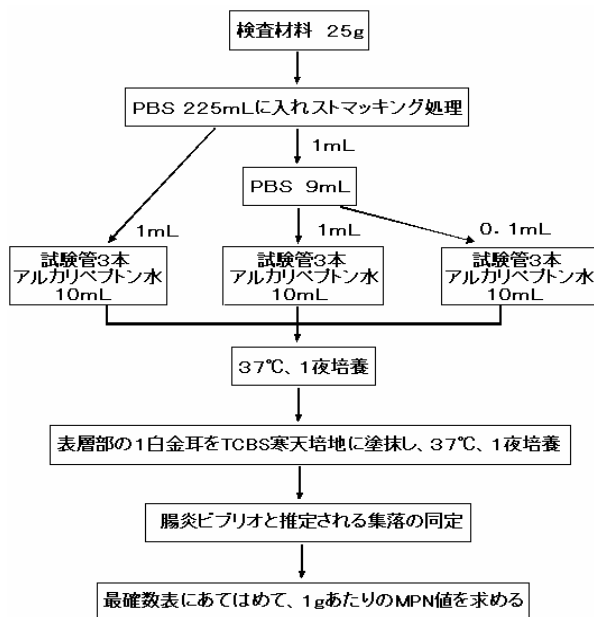 検査材料 25g
PBS 225mLに入れストマッキング処理
1mL
PBS 9mL
1mL
1mL
0.1mL
試験管3本
アルカリペプトン水
10mL
試験管3本
アルカリペプトン水
10mL
試験管3本
アルカリペプトン水
10mL
37℃、1夜培養
表層部の1白金耳をTCBS寒天培地に塗抹し、37℃、1夜培養
腸炎ビブリオと推定される集落の同定
最確数表にあてはめて、1gあたりのMPN値を求める